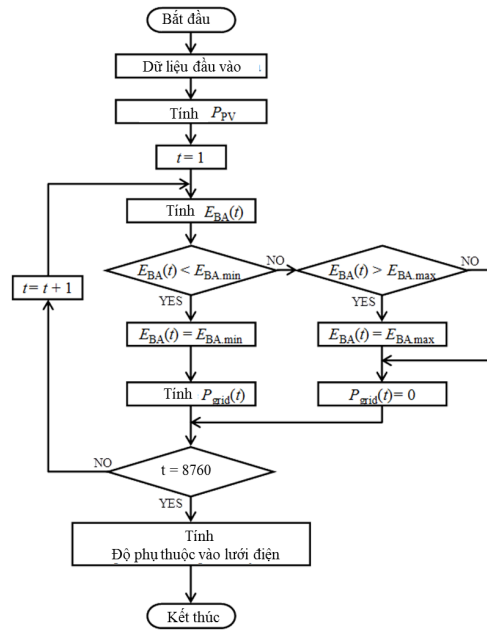 Bắt đầu
Dữ liệu đầu vào
Tính P_PV
t = 1
Tính E_BA(t)
E_BA(t) < E_BA.min
NO
E_BA(t) > E_BA.max
NO
t = t + 1
YES
YES
E_BA(t) = E_BA.min
E_BA(t) = E_BA.max
Tính P_grid(t)
P_grid(t) = 0
NO
t = 8760
YES
Tính
Độ phụ thuộc vào lưới điện
Kết thúc